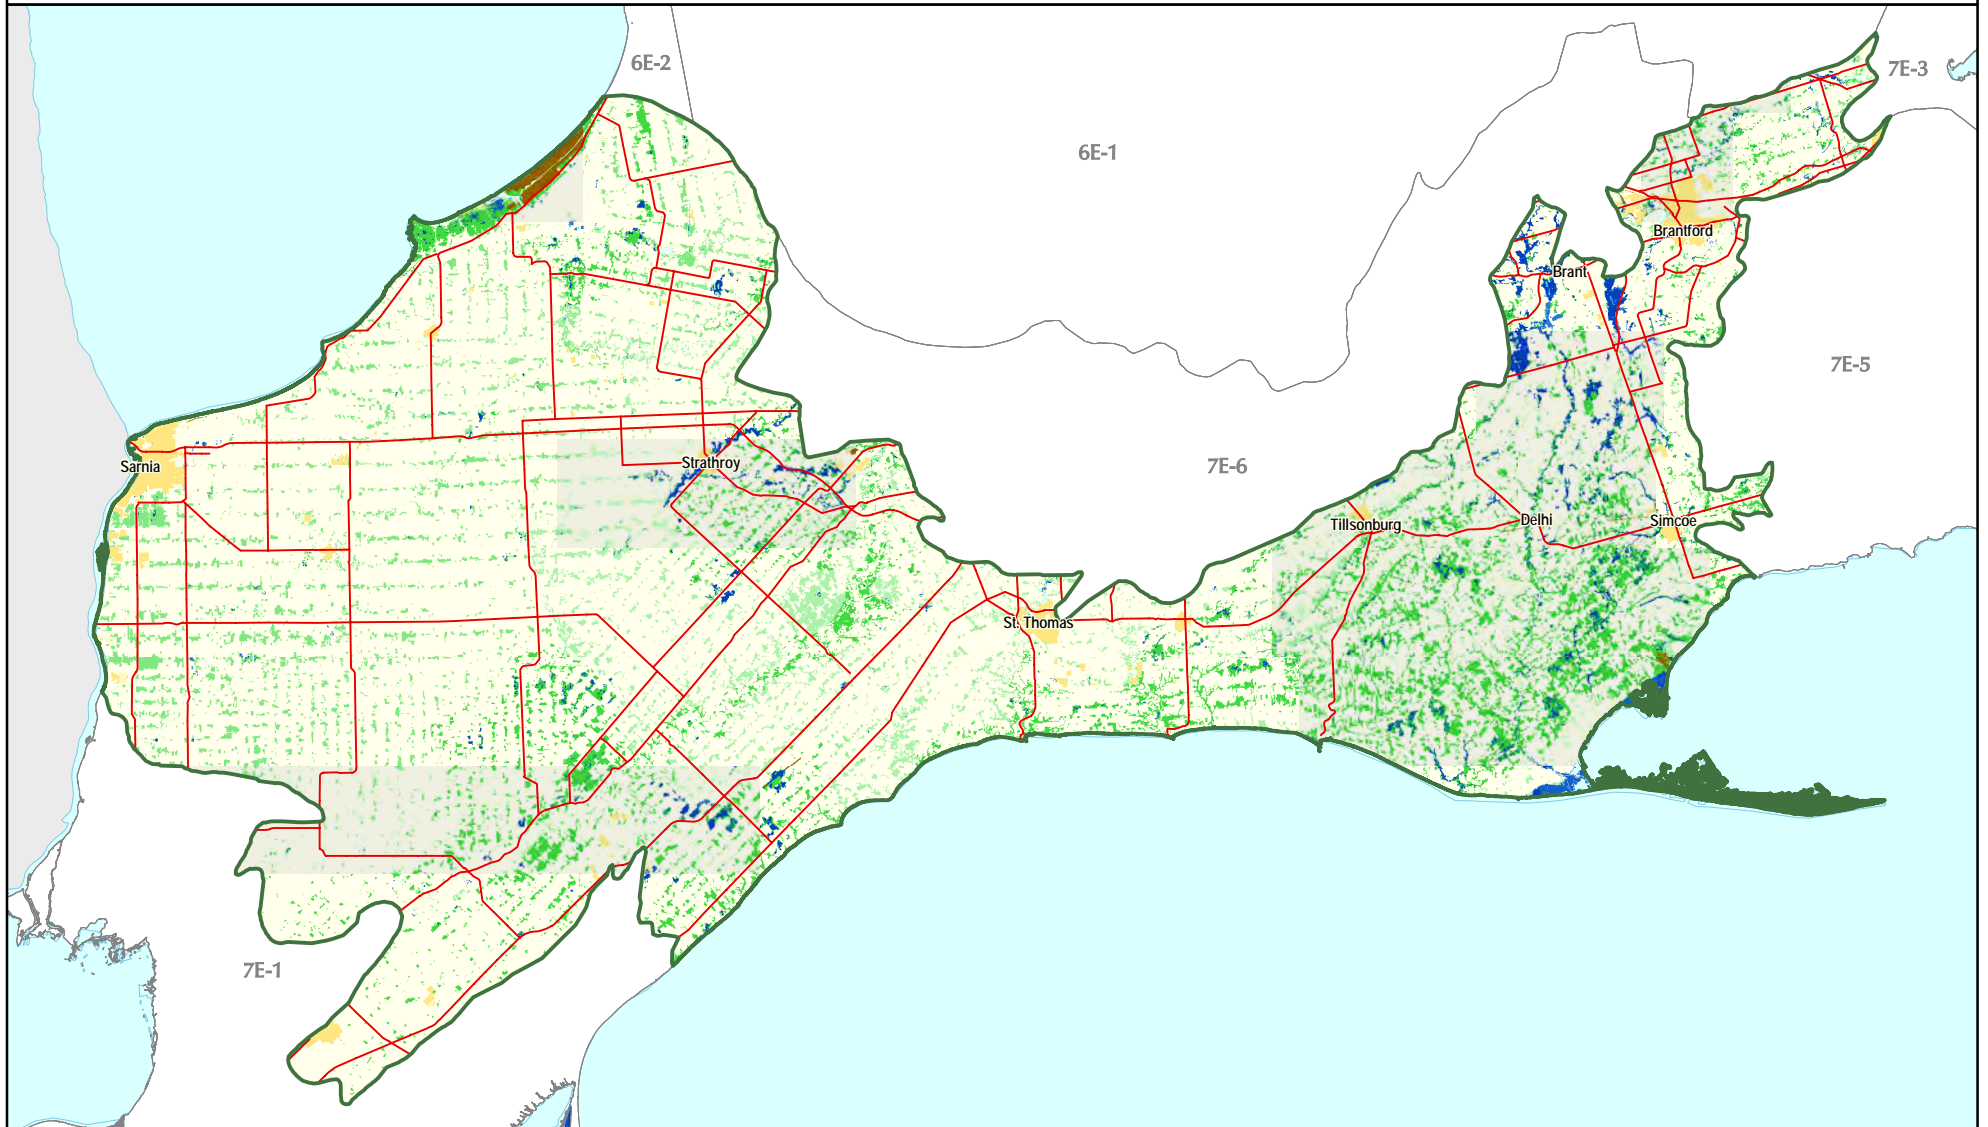 6E-2
7E-3
6E-1
Brantford
Brant
7E-5
Sarnia
Strathroy
7E-6
Tillsonburg
Delhi
Simcoe
St. Thomas
7E-1